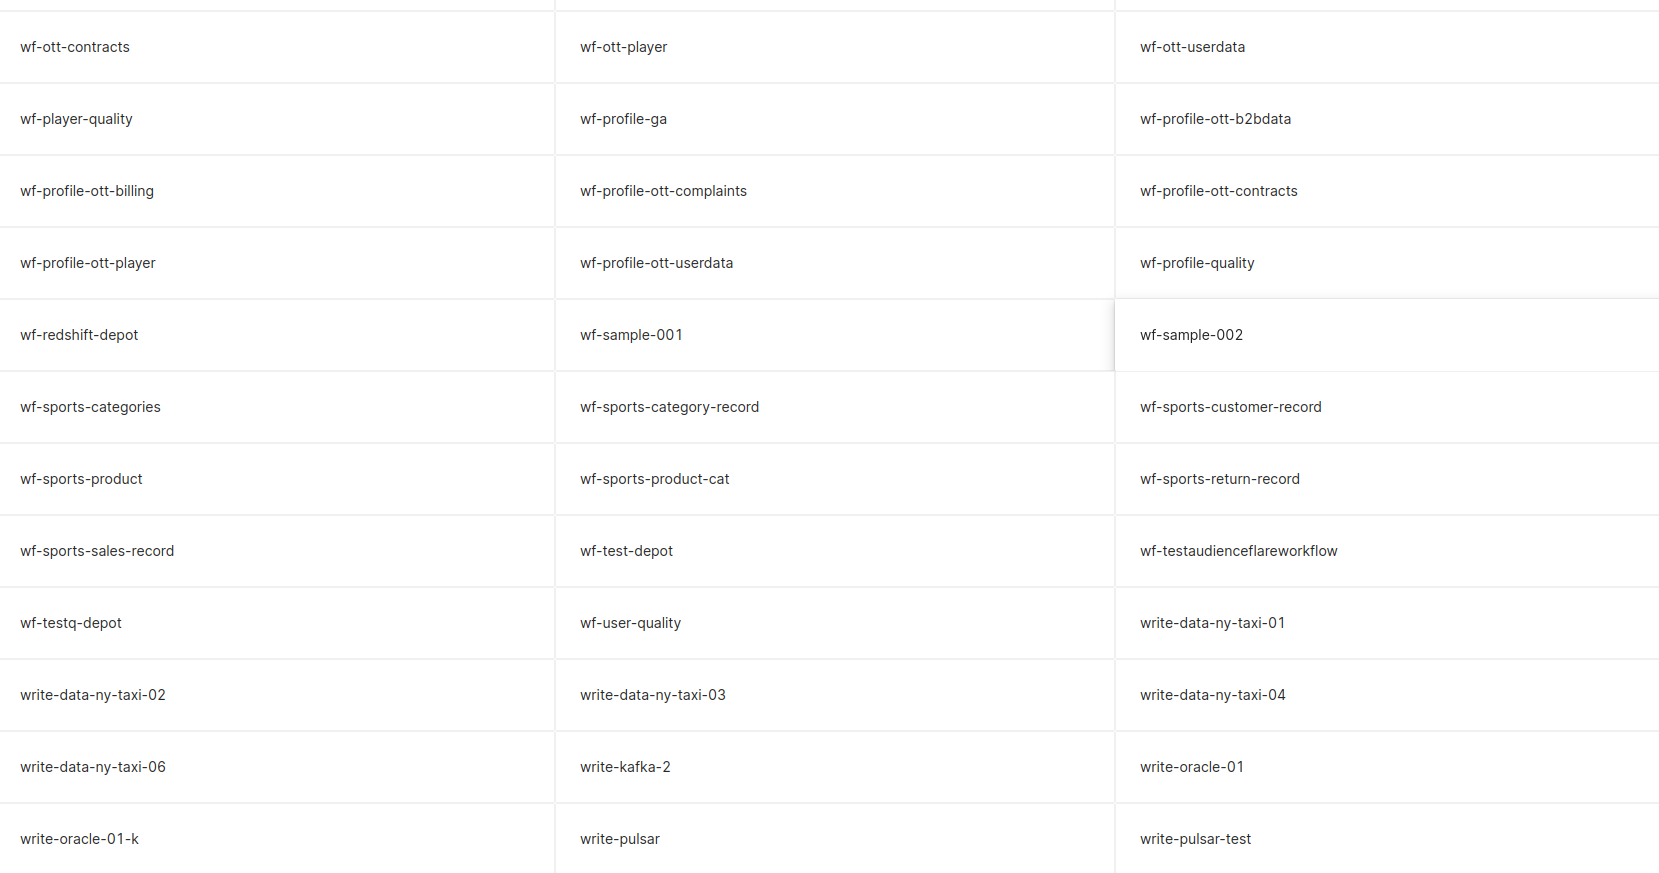 wf-ott-contracts
wf-ott-player
wf-ott-userdata
wf-player-quality
wf-profile-ga
wf-profile-ott-b2bdata
wf-profile-ott-billing
wf-profile-ott-complaints
wf-profile-ott-contracts
wf-profile-ott-player
wf-profile-ott-userdata
wf-profile-quality
wf-redshift-depot
wf-sample-001
wf-sample-002
wf-sports-categories
wf-sports-category-record
wf-sports-customer-record
wf-sports-product
wf-sports-product-cat
wf-sports-return-record
wf-sports-sales-record
wf-test-depot
wf-testaudienceflareworkflow
wf-testq-depot
wf-user-quality
write-data-ny-taxi-01
write-data-ny-taxi-02
write-data-ny-taxi-03
write-data-ny-taxi-04
write-data-ny-taxi-06
write-kafka-2
write-oracle-01
write-oracle-01-k
write-pulsar
write-pulsar-test